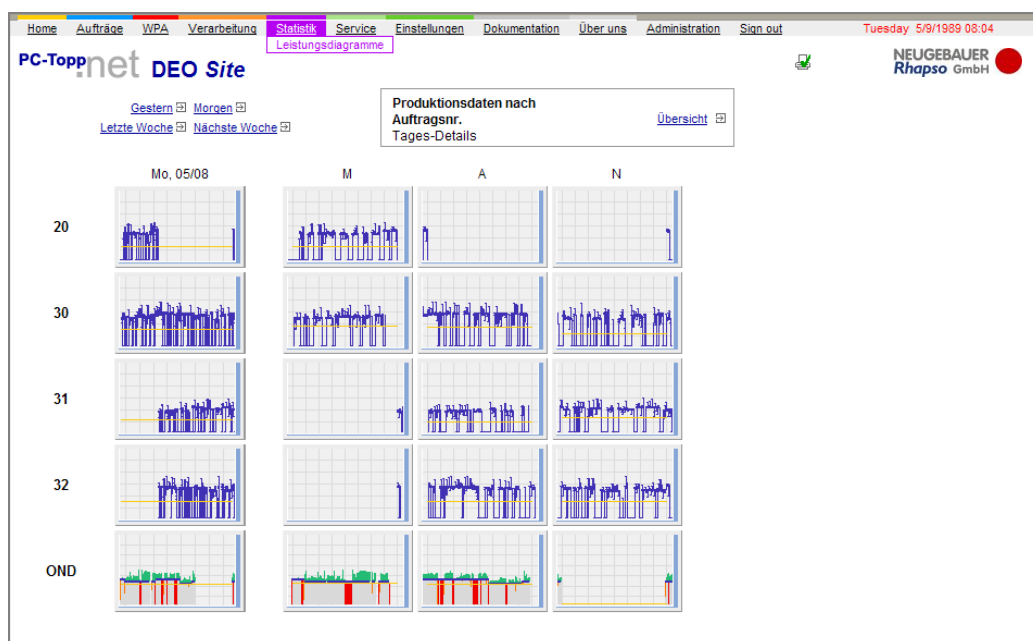 Home Aufträge WPA Verarbeitung Statistik Service Einstellungen Dokumentation Über uns Administration Sign out Tuesday 5/9/1989 08:04
Leistungsdiagramme
PC-Topp.net DEO Site
NEUGEBAUER
Rhapso GmbH
Gestern Morgen
Letzte Woche Nächste Woche
Produktionsdaten nach
Auftragsnr.
Tages-Details
Übersicht
Mo, 05/08 M A N
20
30
31
32
OND